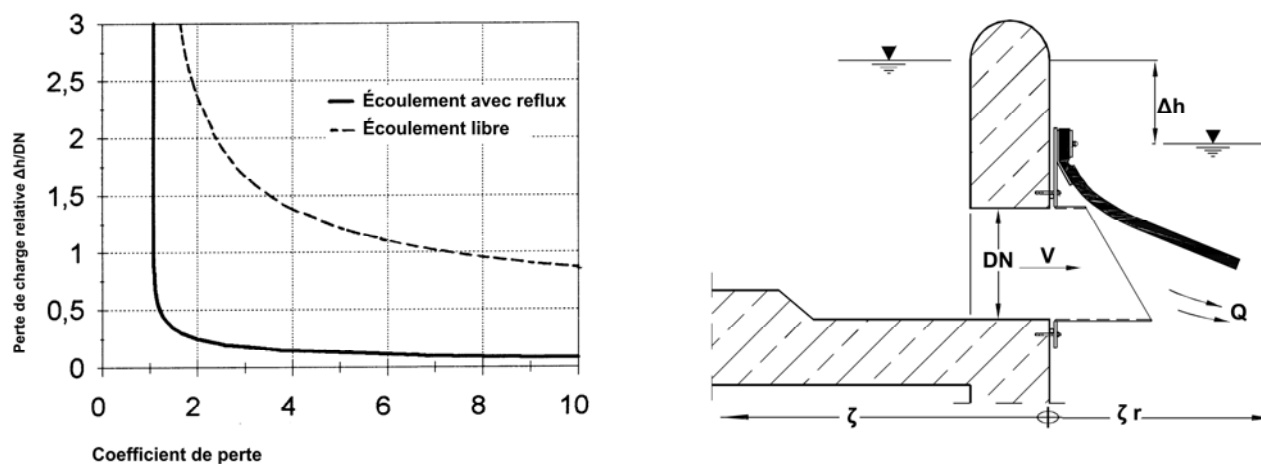 3
2,5
2
1,5
1
0,5
0
0 2 4 6 8 10
Perte de charge relative Δh/DN
Coefficient de perte
Écoulement avec reflux
Écoulement libre
Δh
DN
V
Q
ζ
ζ r